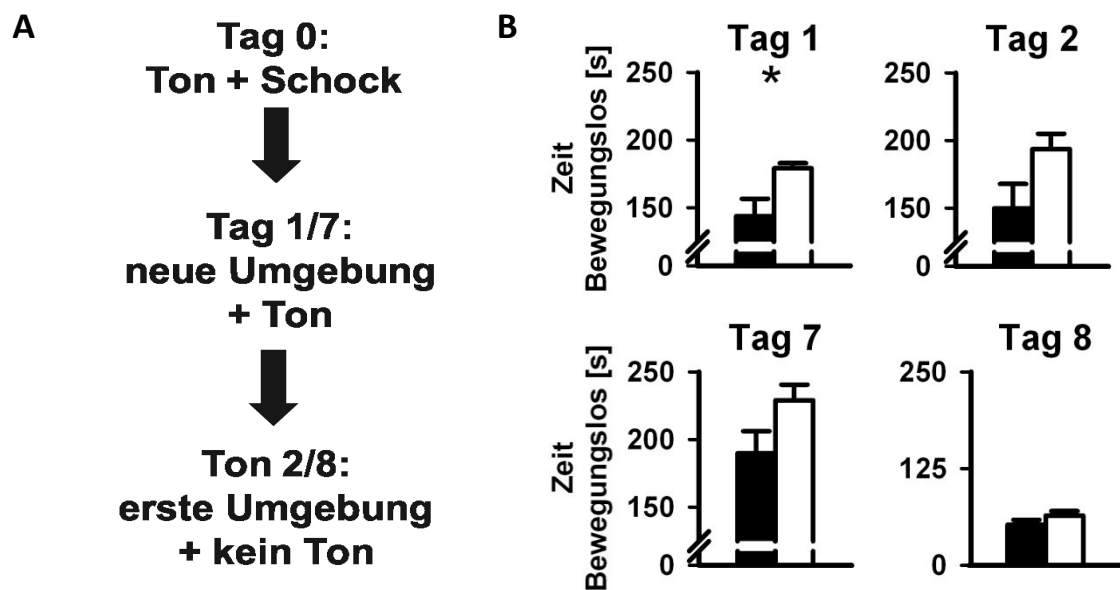 A
Tag 0:
Ton + Schock
Tag 1/7:
neue Umgebung
+ Ton
Ton 2/8:
erste Umgebung
+ kein Ton
B
Tag 1
Zeit
Bewegungslos [s]
250
200
150
0
*
Tag 2
250
200
150
0
Tag 7
Zeit
Bewegungslos [s]
250
200
150
0
Tag 8
250
125
0